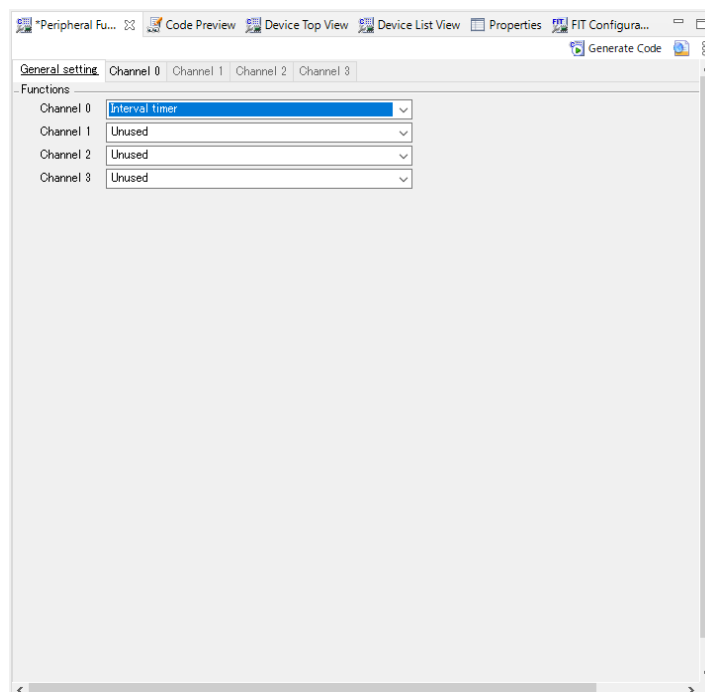 *Peripheral Fu... Code Preview Device Top View Device List View Properties FIT Configura...
Generate Code
General setting Channel 0 Channel 1 Channel 2 Channel 3
Functions
Channel 0 Interval timer
Channel 1 Unused
Channel 2 Unused
Channel 3 Unused